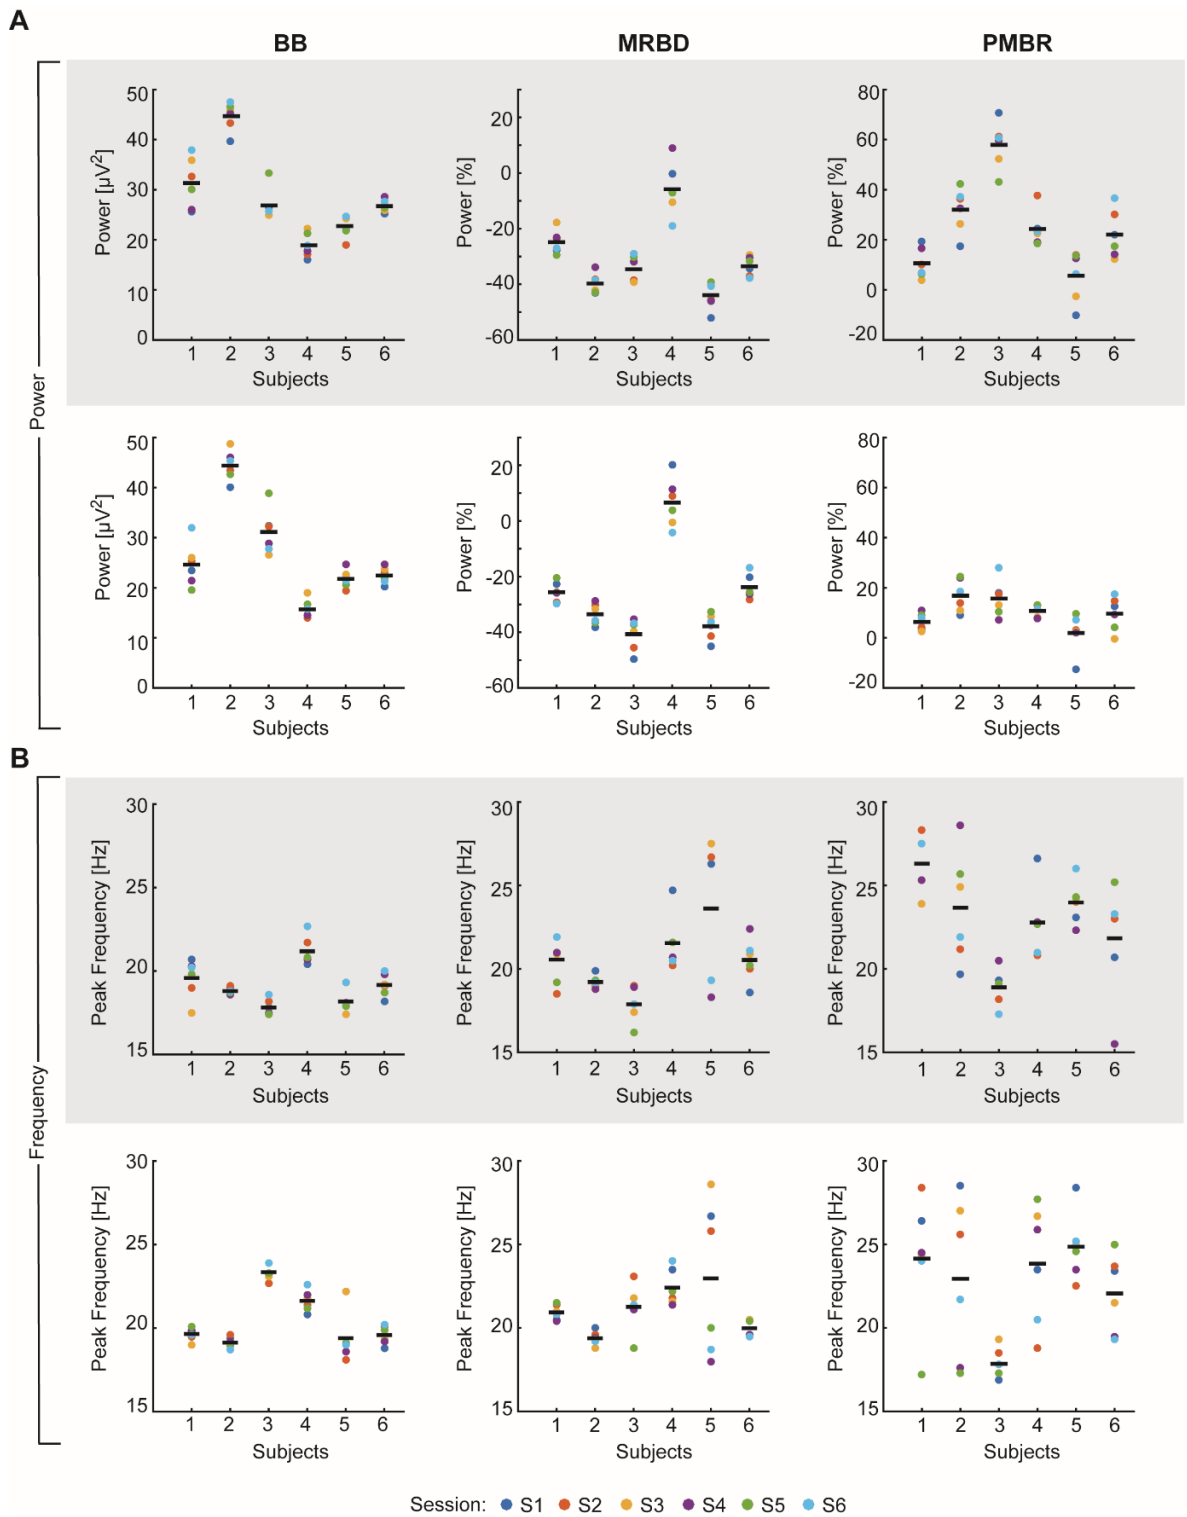 A
BB MRBD PMBR
Power
Power [µV2]
50
40
30
20
10
0
1 2 3 4 5 6
Subjects
Power [%]
0
-20
-40
-60
1 2 3 4 5 6
Subjects
Power [%]
80
60
40
20
0
-20
1 2 3 4 5 6
Subjects
Power [µV2]
50
40
30
20
10
0
1 2 3 4 5 6
Subjects
Power [%]
20
0
-20
-40
-60
1 2 3 4 5 6
Subjects
Power [%]
80
60
40
20
0
-20
1 2 3 4 5 6
Subjects
B
Frequency
Peak Frequency [Hz]
30
25
20
15
1 2 3 4 5 6
Subjects
Peak Frequency [Hz]
30
25
20
15
1 2 3 4 5 6
Subjects
Peak Frequency [Hz]
30
25
20
15
1 2 3 4 5 6
Subjects
Peak Frequency [Hz]
30
25
20
15
1 2 3 4 5 6
Subjects
Peak Frequency [Hz]
30
25
20
15
1 2 3 4 5 6
Subjects
Peak Frequency [Hz]
30
25
20
15
1 2 3 4 5 6
Subjects
Session: S1 S2 S3 S4 S5 S6